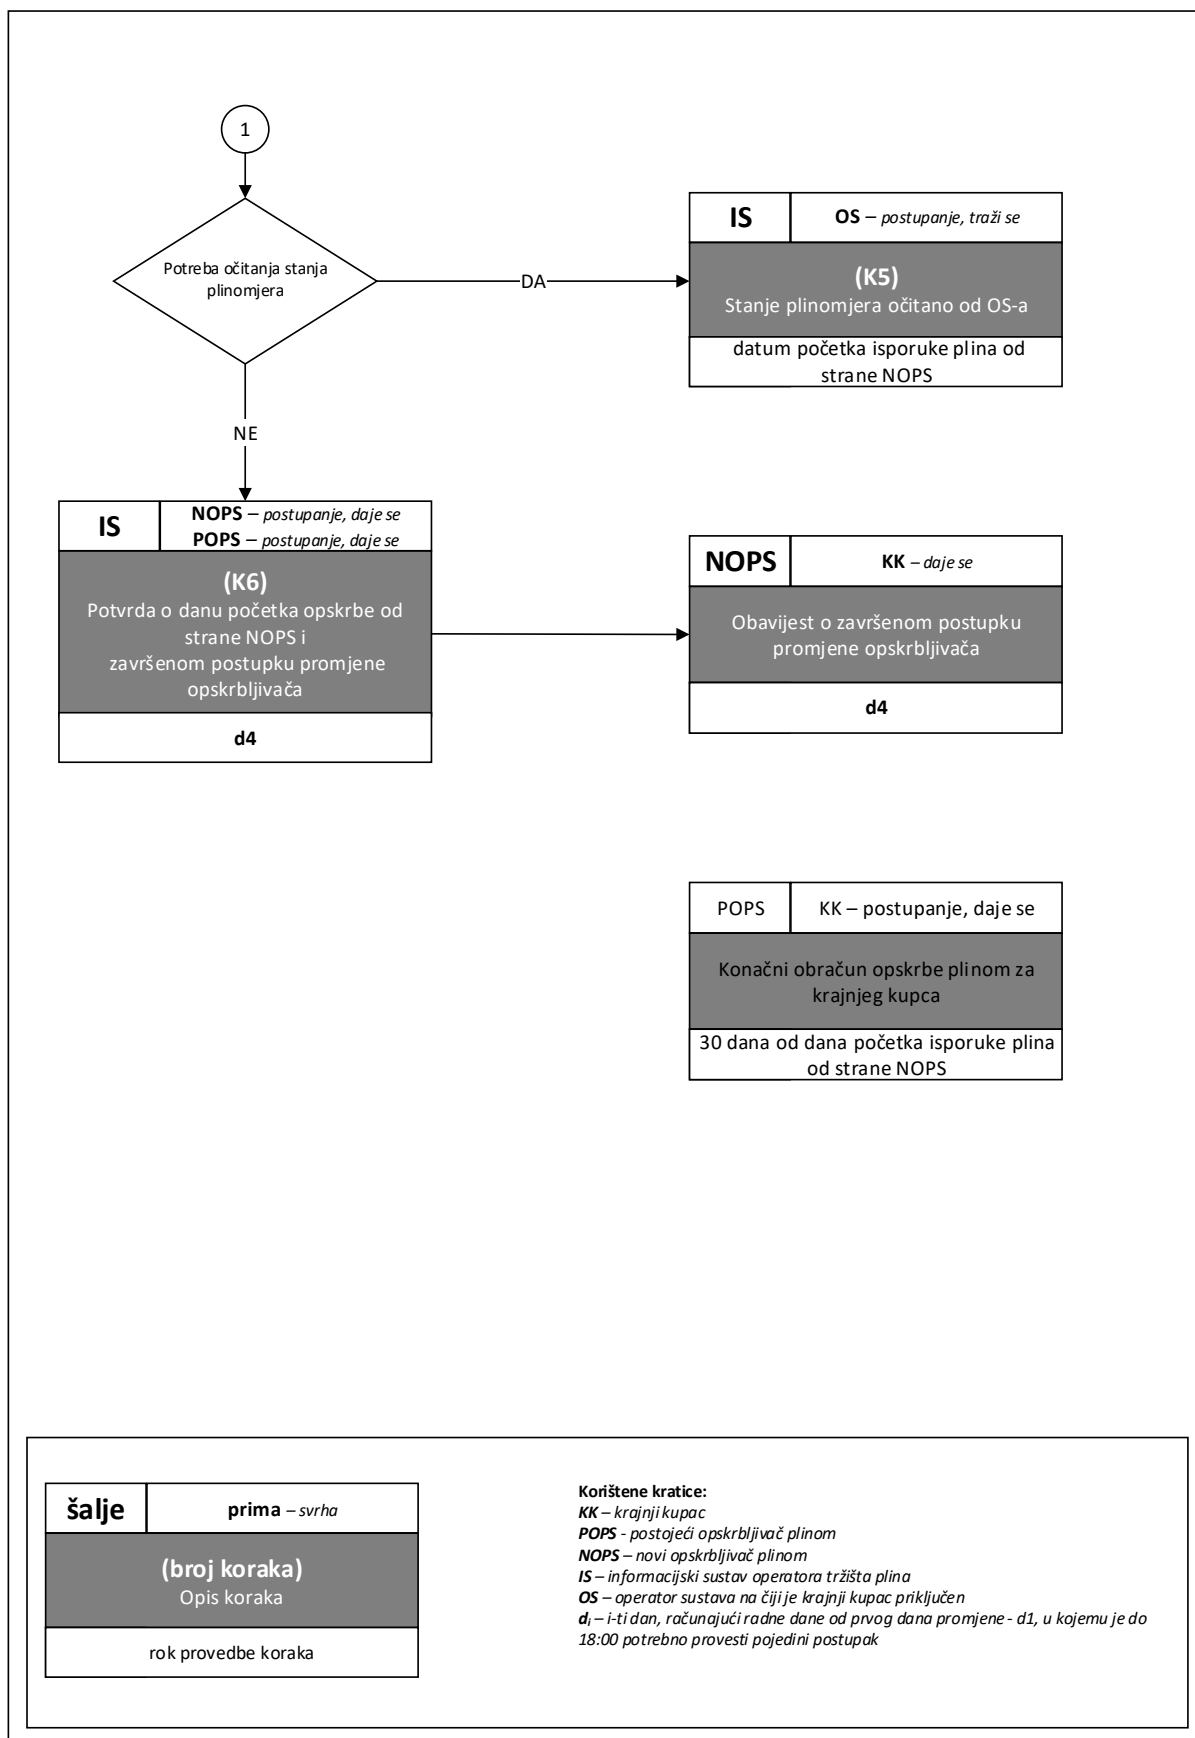 1
Potreba očitanja stanja
plinomjera
DA
IS
OS – postupanje, traži se
(K5)
Stanje plinomjera očitano od OS-a
datum početka isporuke plina od
strane NOPS
NE
IS
NOPS – postupanje, daje se
POPS – postupanje, daje se
(K6)
Potvrda o danu početka opskrbe od
strane NOPS i
završenom postupku promjene
opskrbljivača
d4
NOPS
KK – daje se
Obavijest o završenom postupku
promjene opskrbljivača
d4
POPS
KK – postupanje, daje se
Konačni obračun opskrbe plinom za
krajnjeg kupca
30 dana od dana početka isporuke plina
od strane NOPS
šalje
prima – svrha
(broj koraka)
Opis koraka
rok provedbe koraka
Korištene kratice:
KK – krajnji kupac
POPS - postojeći opskrbljivač plinom
NOPS – novi opskrbljivač plinom
IS – informacijski sustav operatora tržišta plina
OS – operator sustava na čiji je krajnji kupac priključen
di – i-ti dan, računajući radne dane od prvog dana promjene - d1, u kojemu je do
18:00 potrebno provesti pojedini postupak